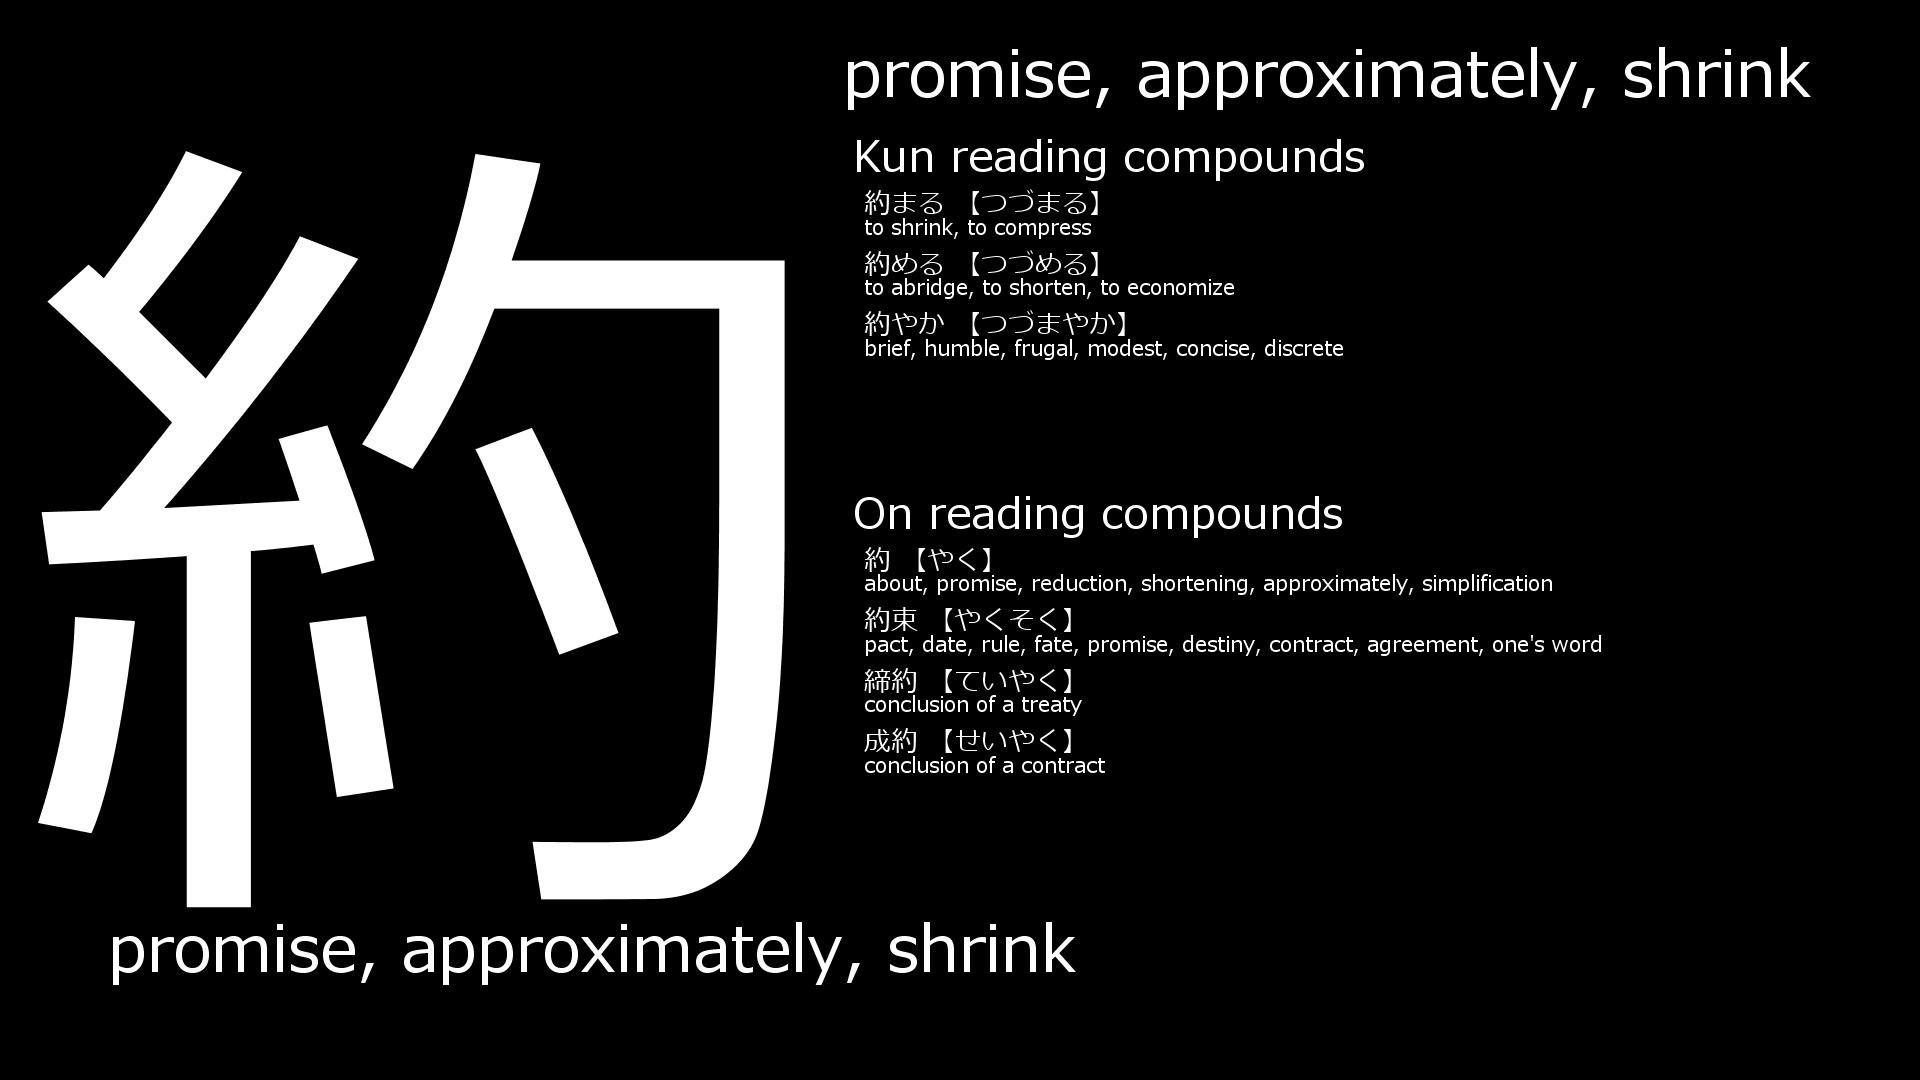 約
promise, approximately, shrink
promise, approximately, shrink
Kun reading compounds
約まる 【つづまる】
to shrink, to compress
約める 【つづめる】
to abridge, to shorten, to economize
約やか 【つづまやか】
brief, humble, frugal, modest, concise, discrete
On reading compounds
約 【やく】
about, promise, reduction, shortening, approximately, simplification
約束 【やくそく】
pact, date, rule, fate, promise, destiny, contract, agreement, one's word
締約 【ていやく】
conclusion of a treaty
成約 【せいやく】
conclusion of a contract